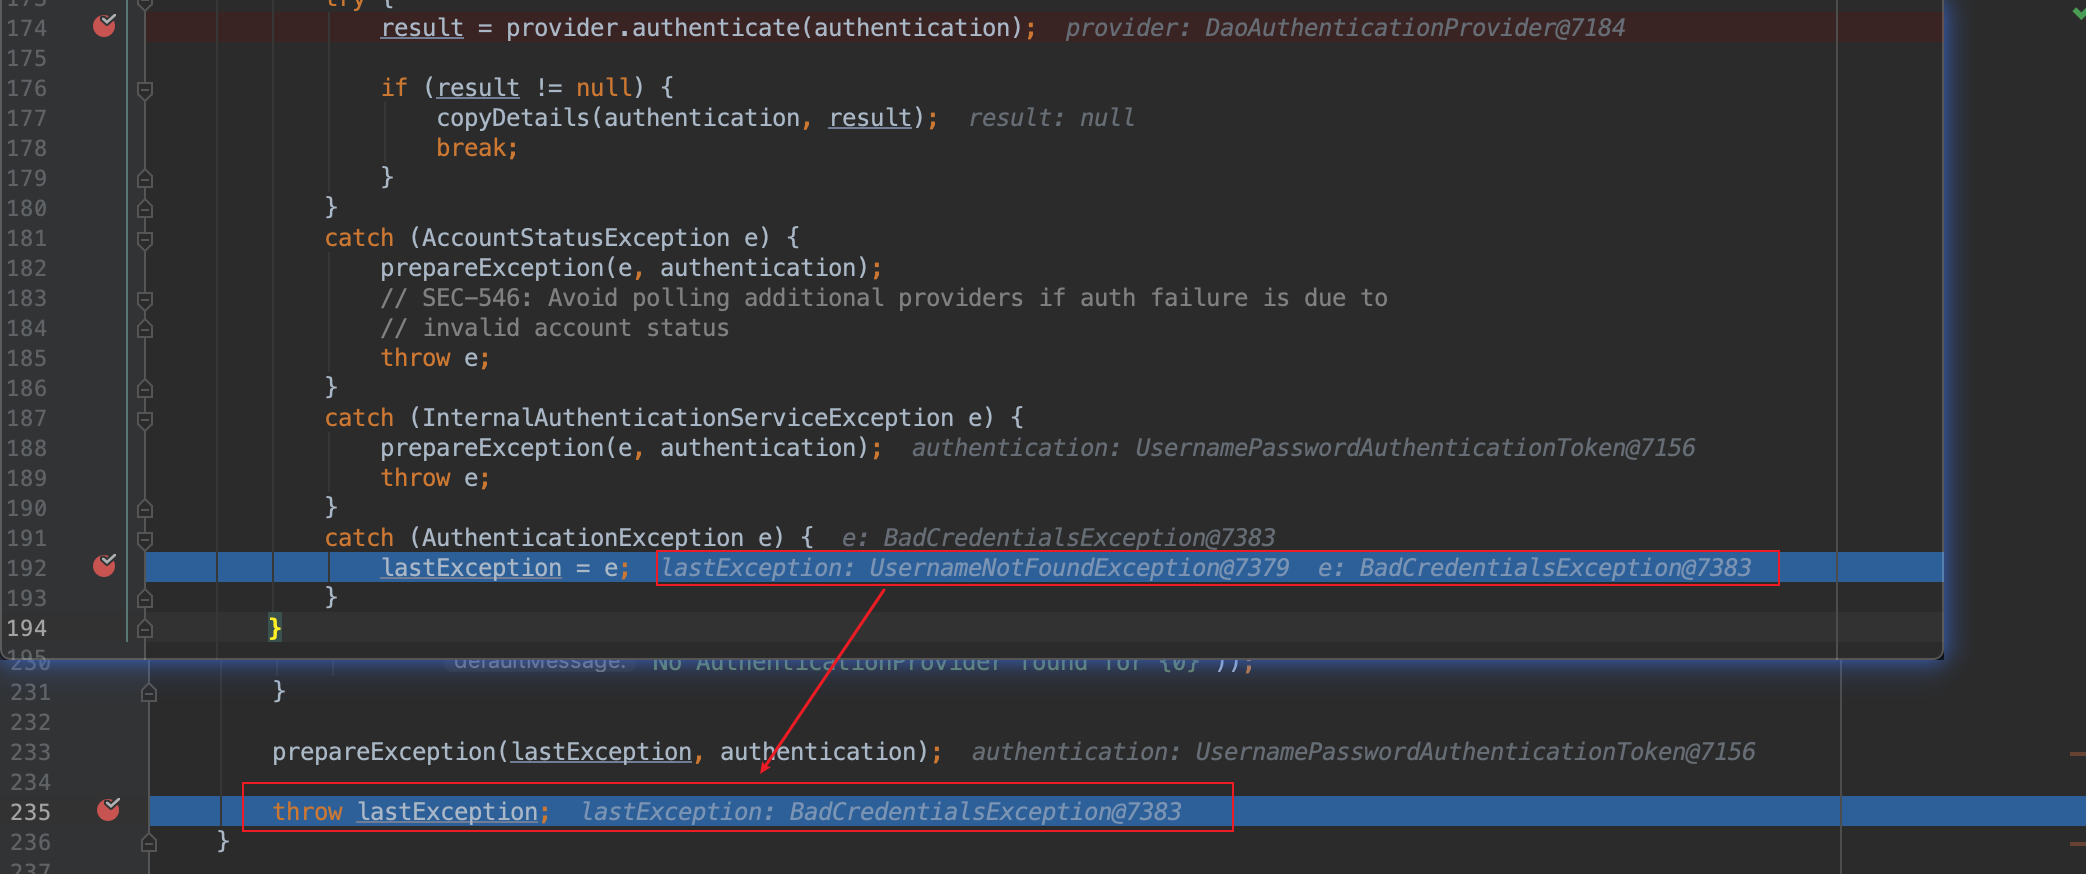 173 try {
174 result = provider.authenticate(authentication); provider: DaoAuthenticationProvider@7184
175
176 if (result != null) {
177 copyDetails(authentication, result); result: null
178 break;
179 }
180 }
181 catch (AccountStatusException e) {
182 prepareException(e, authentication);
183 // SEC-546: Avoid polling additional providers if auth failure is due to
184 // invalid account status
185 throw e;
186 }
187 catch (InternalAuthenticationServiceException e) {
188 prepareException(e, authentication); authentication: UsernamePasswordAuthenticationToken@7156
189 throw e;
190 }
191 catch (AuthenticationException e) { e: BadCredentialsException@7383
192 lastException = e; lastException: UsernameNotFoundException@7379 e: BadCredentialsException@7383
193 }
194 }
195
230 defaultMessage: "No AuthenticationProvider found for {0}"));
231 }
232
233 prepareException(lastException, authentication); authentication: UsernamePasswordAuthenticationToken@7156
234
235 throw lastException; lastException: BadCredentialsException@7383
236 }
237